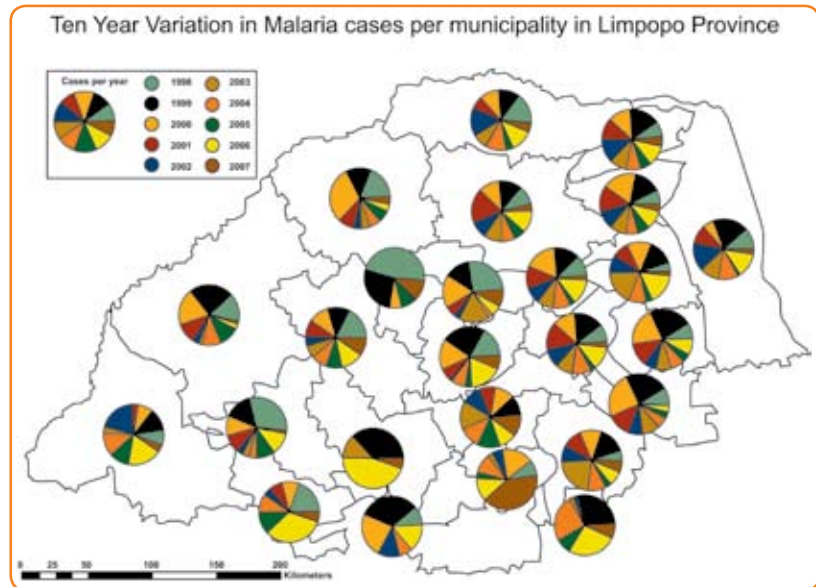 Ten Year Variation in Malaria cases per municipality in Limpopo Province
Cases per year
1998
1999
2000
2001
2002
2003
2004
2005
2006
2007
0 25 50 100 150 200
Kilometers